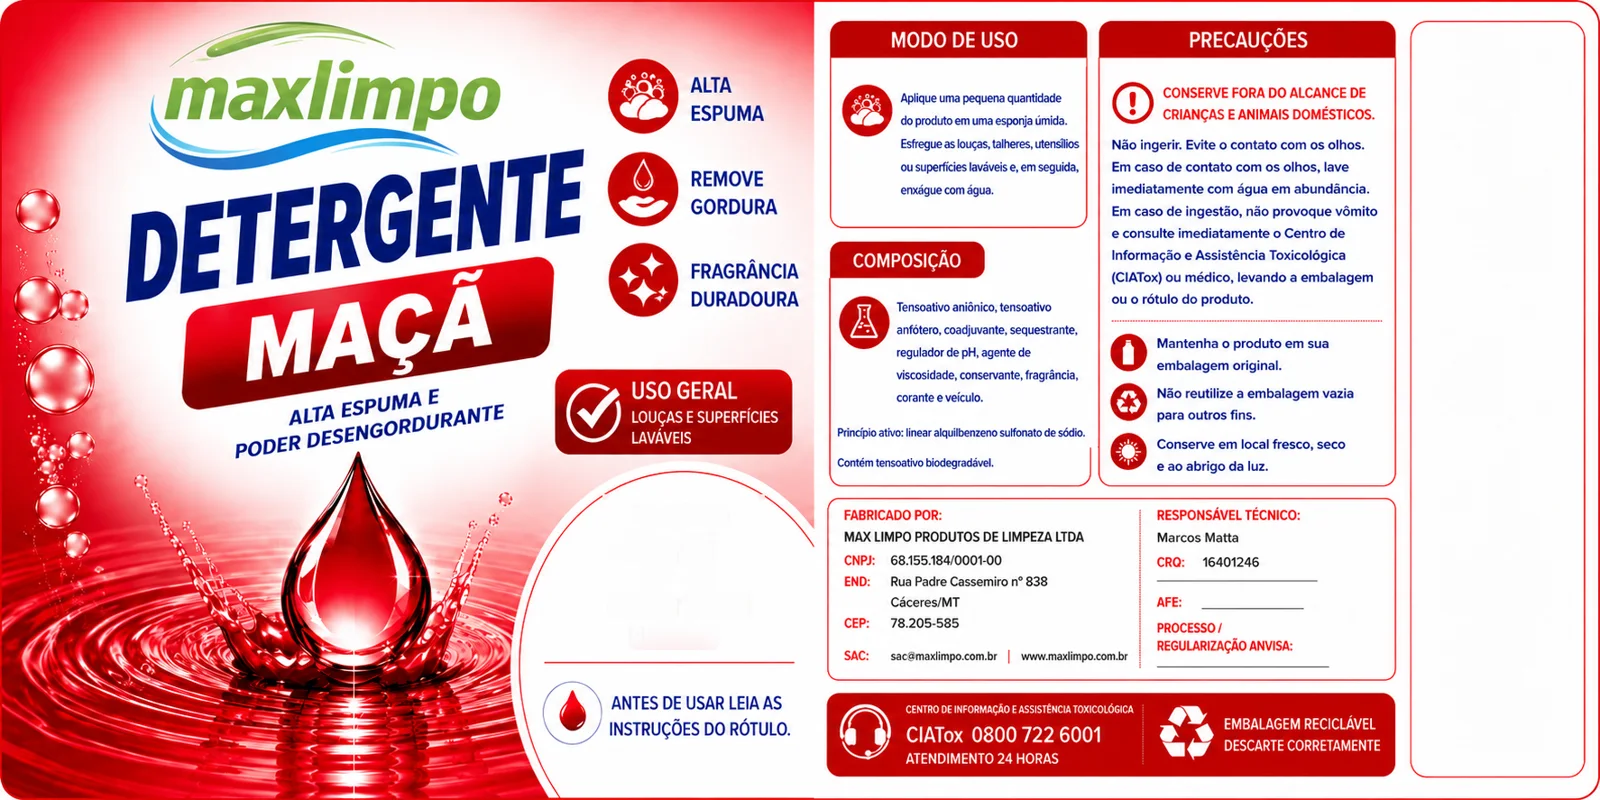 maxlimpo
DETERGENTE
MAÇÃ
ALTA ESPUMA E
PODER DESENGORDURANTE
ALTA
ESPUMA
REMOVE
GORDURA
FRAGRÂNCIA
DURADOURA
USO GERAL
LOUÇAS E SUPERFÍCIES
LAVÁVEIS
ANTES DE USAR LEIA AS
INSTRUÇÕES DO RÓTULO.
MODO DE USO
Aplique uma pequena quantidade
do produto em uma esponja úmida.
Esfregue as louças, talheres, utensílios
ou superfícies laváveis e, em seguida,
enxágue com água.
COMPOSIÇÃO
Tensoativo aniônico, tensoativo
anfótero, coadjuvante, sequestrante,
regulador de pH, agente de
viscosidade, conservante, fragrância,
corante e veículo.
Princípio ativo: linear alquilbenzeno sulfonato de sódio.
Contém tensoativo biodegradável.
PRECAUÇÕES
CONSERVE FORA DO ALCANCE DE
CRIANÇAS E ANIMAIS DOMÉSTICOS.
Não ingerir. Evite o contato com os olhos.
Em caso de contato com os olhos, lave
imediatamente com água em abundância.
Em caso de ingestão, não provoque vômito
e consulte imediatamente o Centro de
Informação e Assistência Toxicológica
(CIATox) ou médico, levando a embalagem
ou o rótulo do produto.
Mantenha o produto em sua
embalagem original.
Não reutilize a embalagem vazia
para outros fins.
Conserve em local fresco, seco
e ao abrigo da luz.
FABRICADO POR:
MAX LIMPO PRODUTOS DE LIMPEZA LTDA
CNPJ: 68.155.184/0001-00
END: Rua Padre Cassemiro nº 838
Cáceres/MT
CEP: 78.205-585
SAC: sac@maxlimpo.com.br | www.maxlimpo.com.br
RESPONSÁVEL TÉCNICO:
Marcos Matta
CRQ: 16401246
AFE:
PROCESSO /
REGULARIZAÇÃO ANVISA:
CENTRO DE INFORMAÇÃO E ASSISTÊNCIA TOXICOLÓGICA
CIATox 0800 722 6001
ATENDIMENTO 24 HORAS
EMBALAGEM RECICLÁVEL
DESCARTE CORRETAMENTE